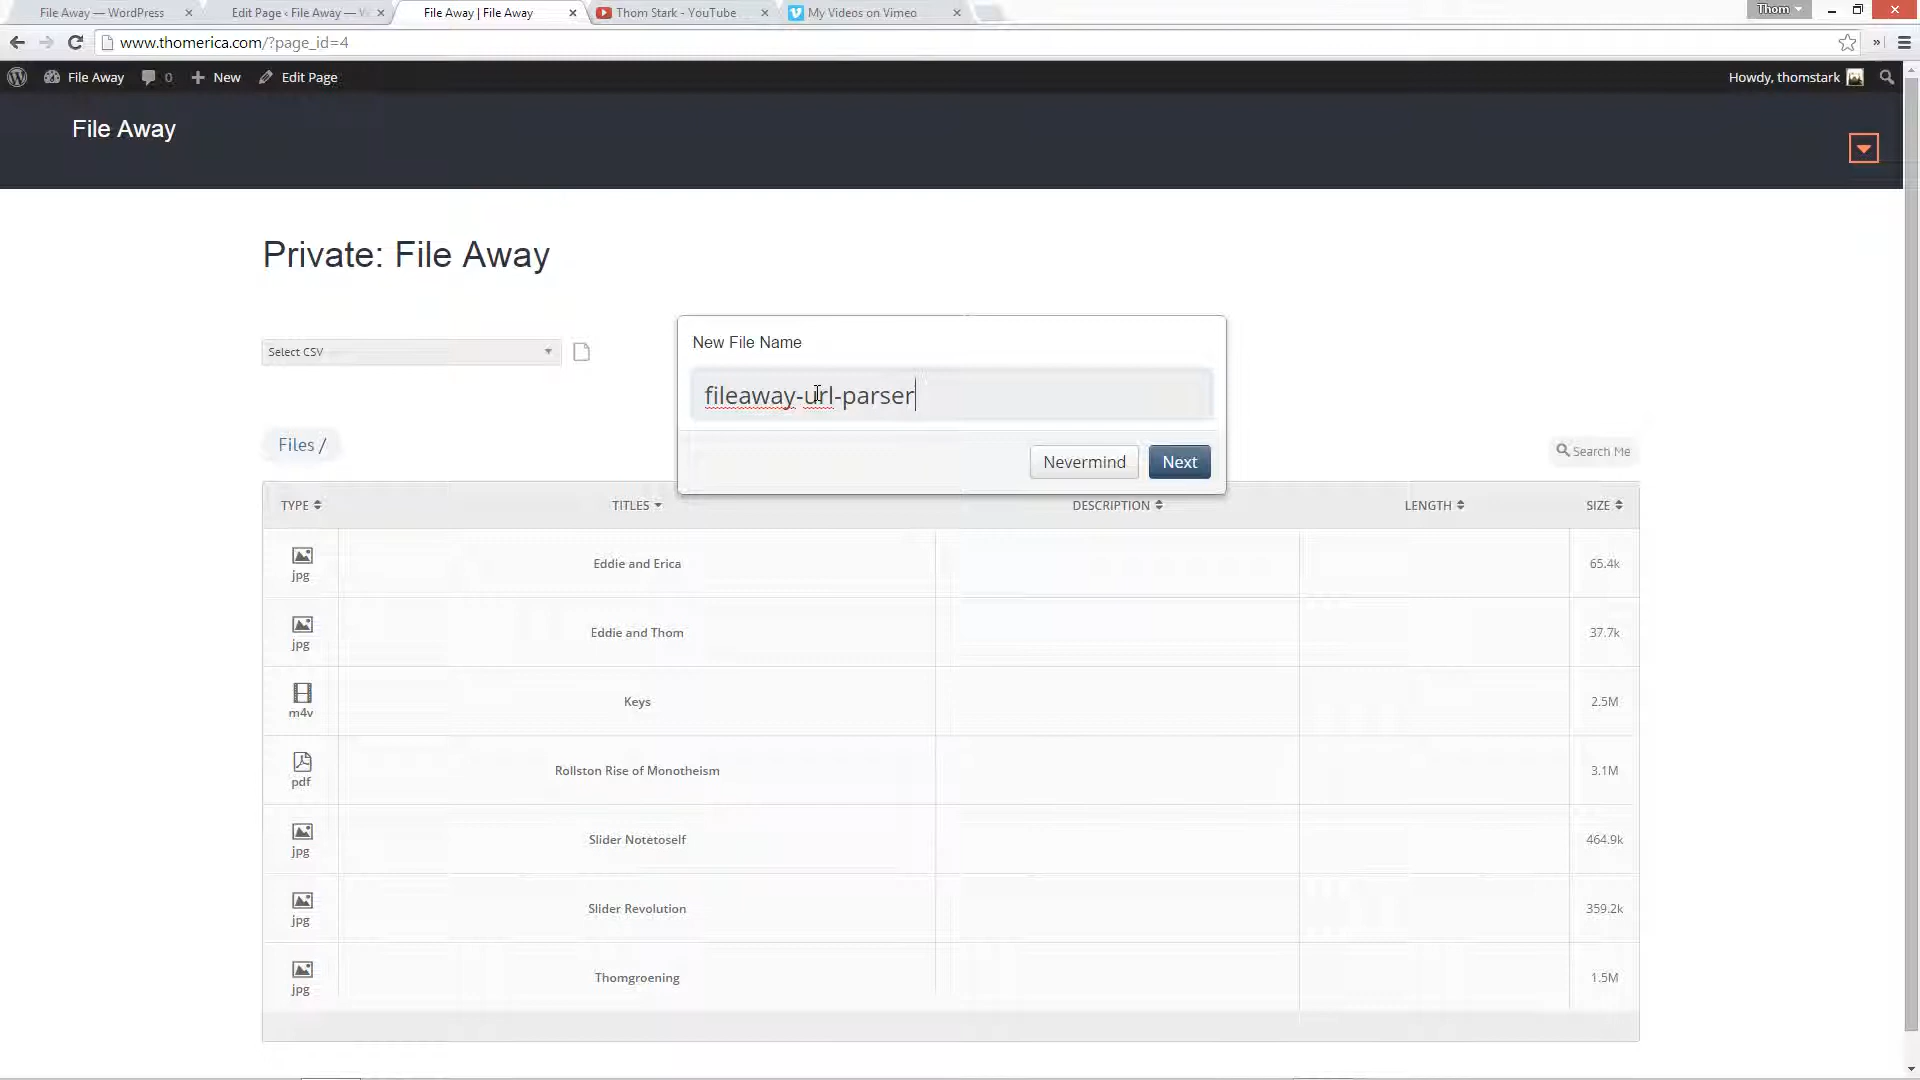 File Away — WordPress
Edit Page ‹ File Away — W
File Away | File Away
Thom Stark - YouTube
My Videos on Vimeo
Thom
www.thomerica.com/?page_id=4
File Away
0
New
Edit Page
Howdy, thomstark
File Away
Private: File Away
Select CSV
New File Name
fileaway-url-parser
Nevermind
Next
Files /
Search Me
TYPE
TITLES
DESCRIPTION
LENGTH
SIZE
jpg
Eddie and Erica
65.4k
jpg
Eddie and Thom
37.7k
m4v
Keys
2.5M
pdf
Rollston Rise of Monotheism
3.1M
jpg
Slider Notetoself
464.9k
jpg
Slider Revolution
359.2k
jpg
Thomgroening
1.5M